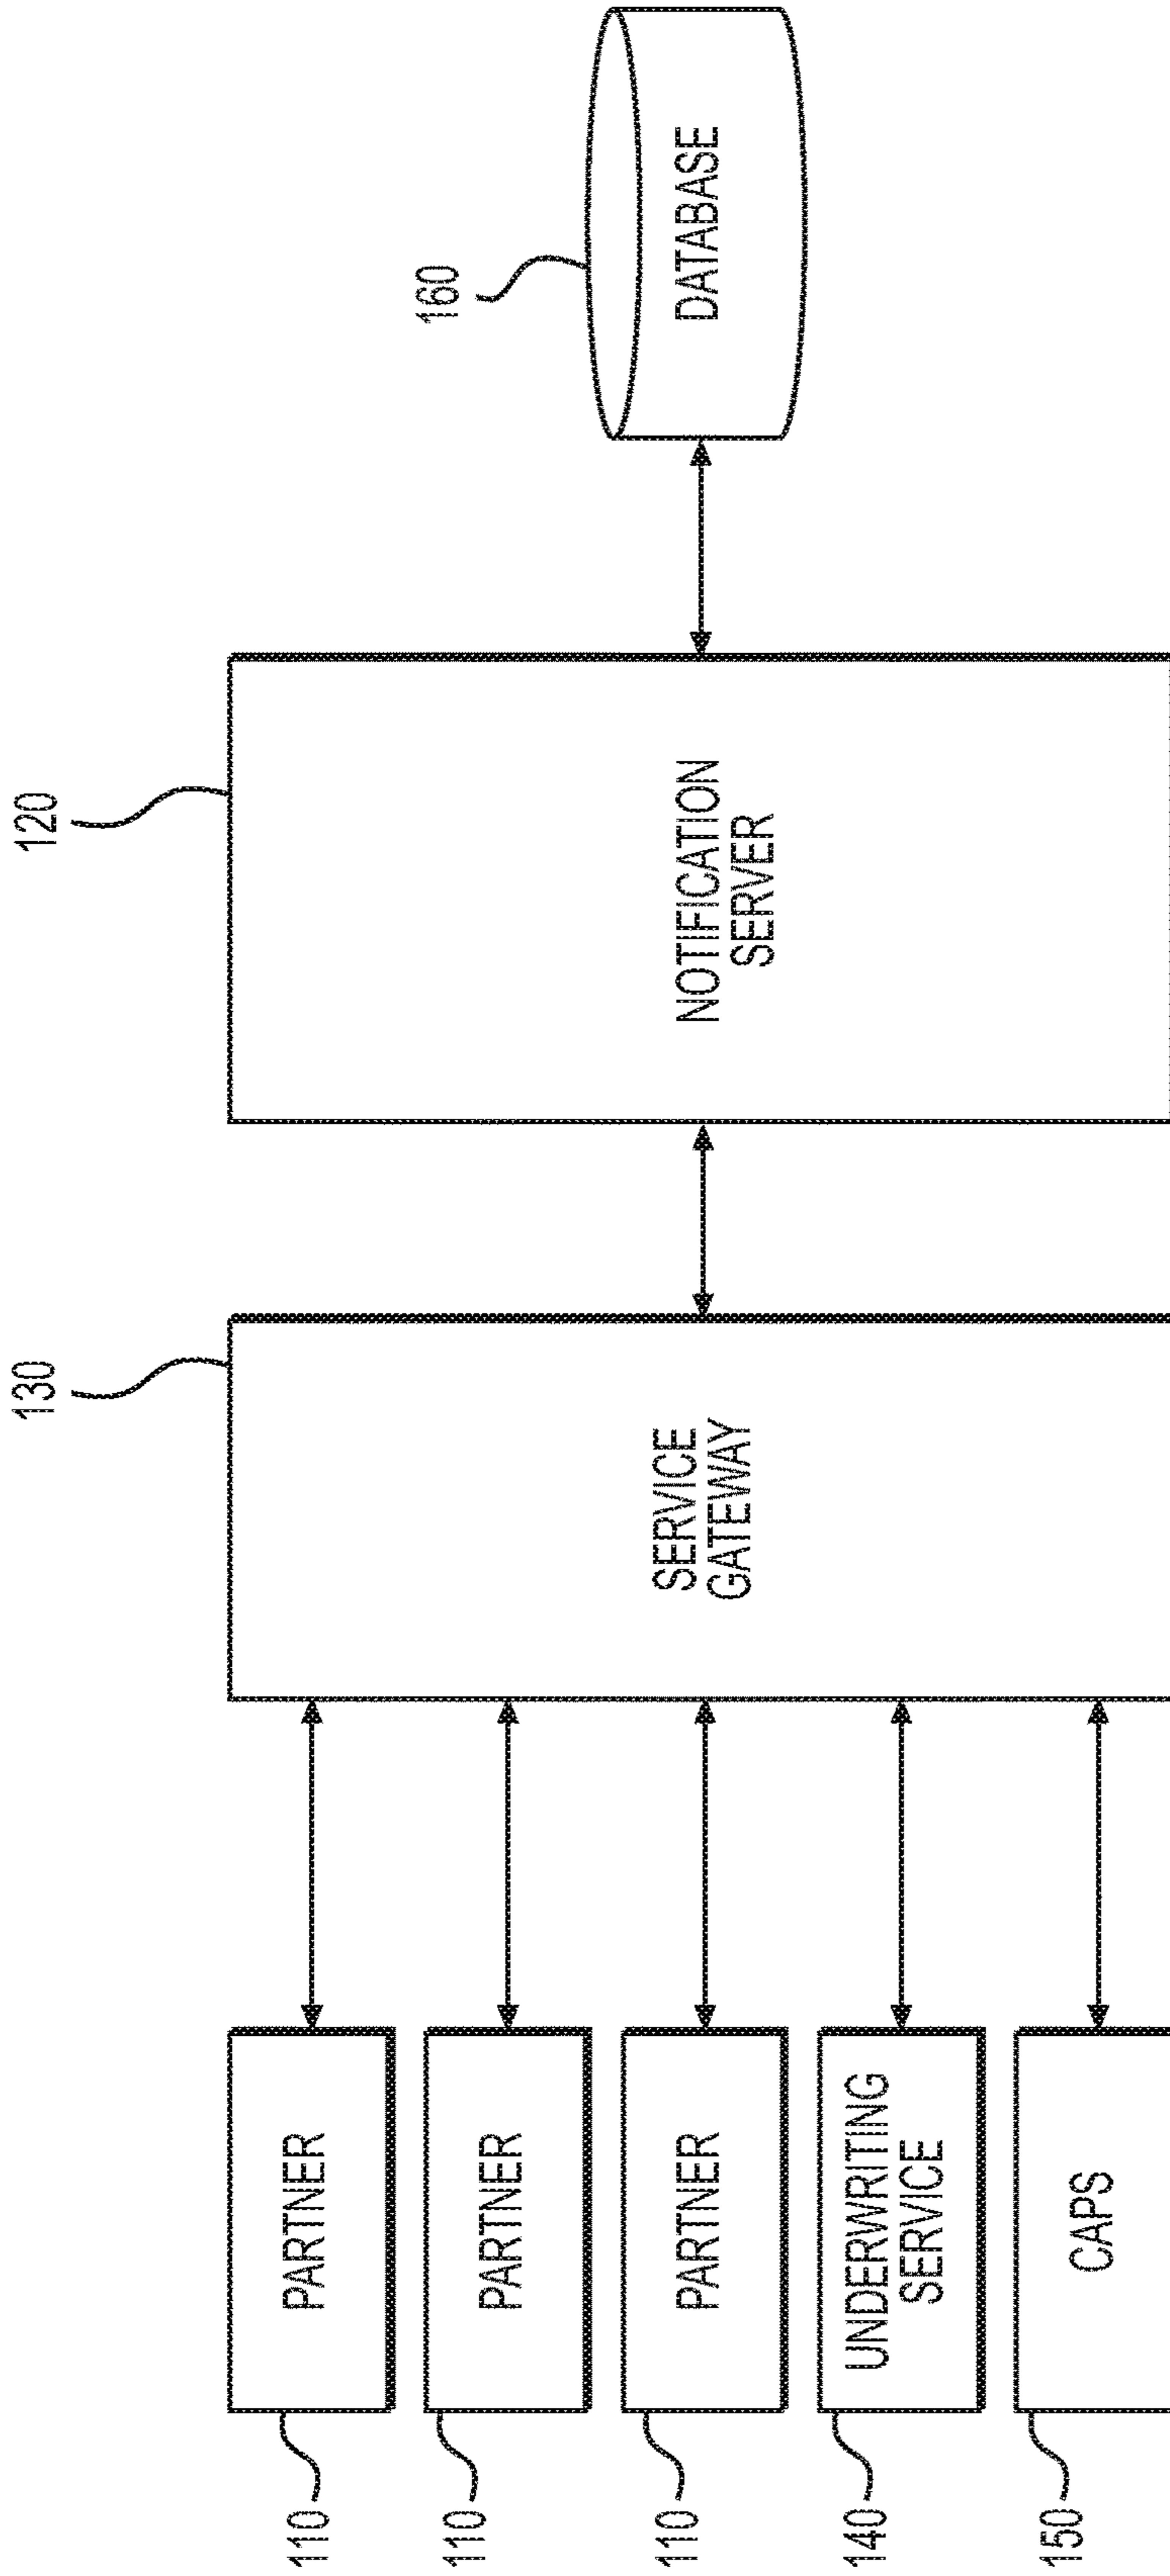 110
PARTNER
110
PARTNER
110
PARTNER
140
UNDERWRITING
SERVICE
150
CAPS
130
SERVICE
GATEWAY
120
NOTIFICATION
SERVER
160
DATABASE